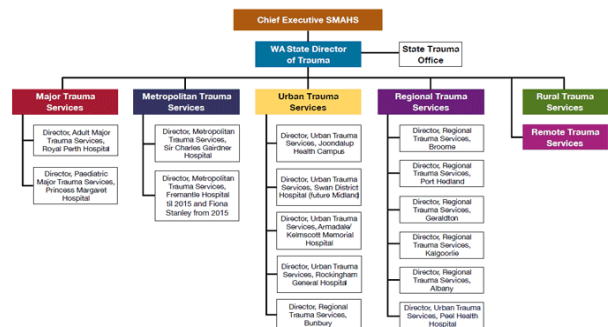 Chief Executive SMAHS
WA State Director
of Trauma
State Trauma
Office
Major Trauma
Services
Metropolitan Trauma
Services
Urban Trauma
Services
Regional Trauma
Services
Rural Trauma
Services
Remote Trauma
Services
Director, Adult Major
Trauma Services,
Royal Perth Hospital
Director, Paediatric
Major Trauma Services,
Princess Margaret
Hospital
Director, Metropolitan
Trauma Services,
Sir Charles Gairdner
Hospital
Director, Metropolitan
Trauma Services,
Fremantle Hospital
til 2015 and Fiona
Stanley from 2015
Director, Urban Trauma
Services, Joondalup
Health Campus
Director, Urban Trauma
Services, Swan District
Hospital (future Midland)
Director, Urban Trauma
Services, Armadale/
Kelmscott Memorial
Hospital
Director, Urban Trauma
Services, Rockingham
General Hospital
Director, Regional
Trauma Services,
Bunbury
Director, Regional
Trauma Services,
Broome
Director, Regional
Trauma Services,
Port Hedland
Director, Regional
Trauma Services,
Geraldton
Director, Regional
Trauma Services,
Kalgoorlie
Director, Regional
Trauma Services,
Albany
Director, Urban Trauma
Services, Peel Health
Hospital